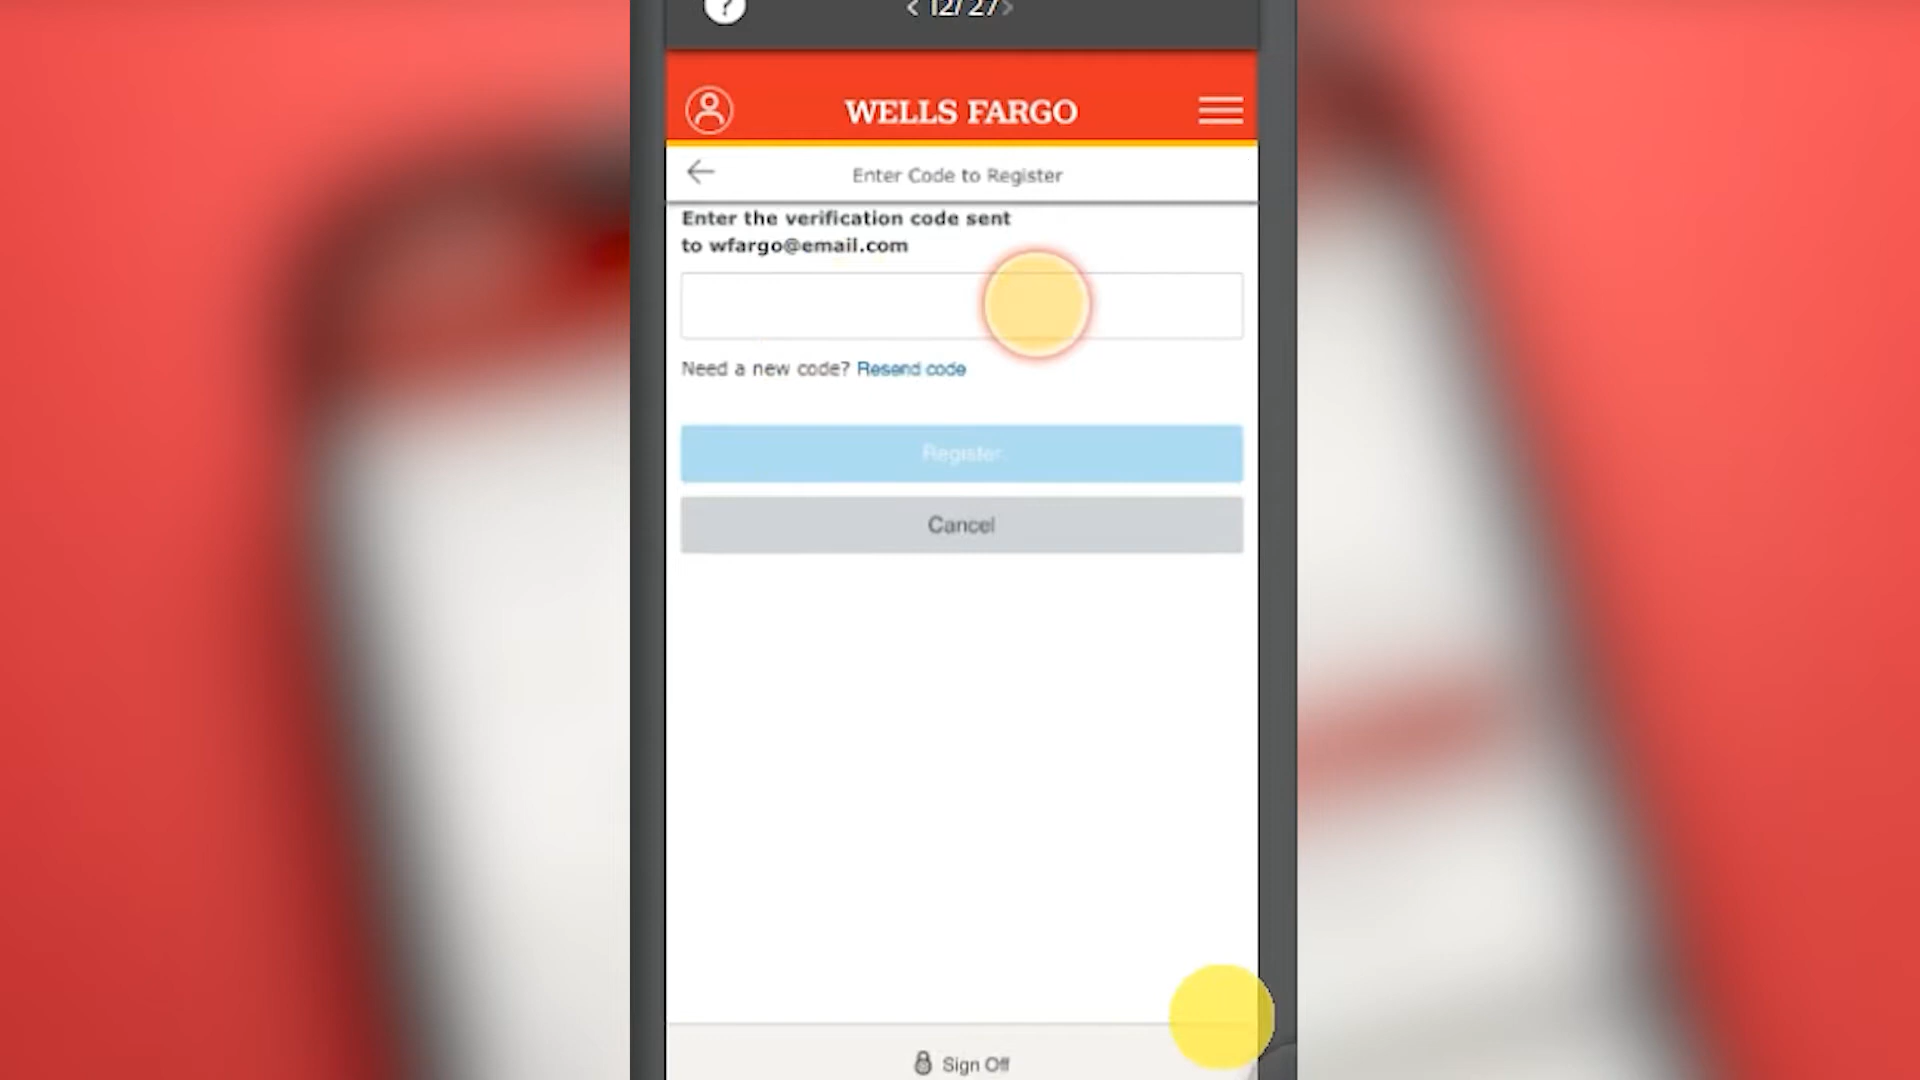 ?
< 12/27 >
WELLS FARGO
Enter Code to Register
Enter the verification code sent
to wfargo@email.com
Need a new code? Resend code
Register
Cancel
Sign Off